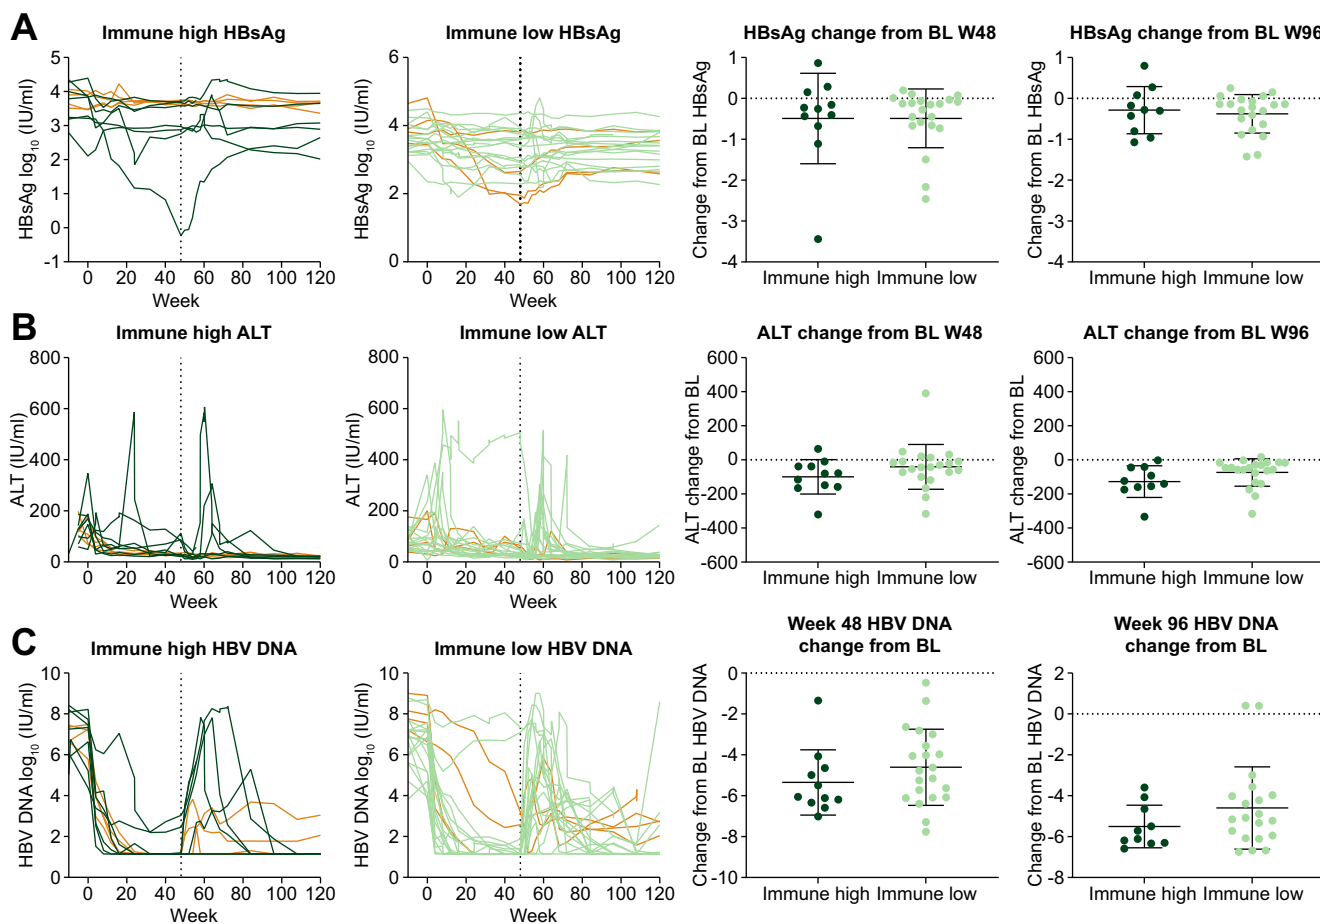 A
Immune high HBsAg
Immune low HBsAg
HBsAg change from BL W48
HBsAg change from BL W96
HBsAg log10 (IU/ml)
5
4
3
2
1
0
-1
0 20 40 60 80 100 120
Week
HBsAg log10 (IU/ml)
6
4
2
0
0 20 40 60 80 100 120
Week
Change from BL HBsAg
1
0
-1
-2
-3
-4
Immune high Immune low
Change from BL HBsAg
1
0
-1
-2
-3
-4
Immune high Immune low
B
Immune high ALT
Immune low ALT
ALT change from BL W48
ALT change from BL W96
ALT (IU/ml)
800
600
400
200
0
0 20 40 60 80 100 120
Week
ALT (IU/ml)
800
600
400
200
0
0 20 40 60 80 100 120
Week
ALT change from BL
600
400
200
0
-200
-400
-600
Immune high Immune low
ALT change from BL
600
400
200
0
-200
-400
-600
Immune high Immune low
C
Immune high HBV DNA
Immune low HBV DNA
Week 48 HBV DNA
change from BL
Week 96 HBV DNA
change from BL
HBV DNA log10 (IU/ml)
10
8
6
4
2
0
0 20 40 60 80 100 120
Week
HBV DNA log10 (IU/ml)
10
8
6
4
2
0
0 20 40 60 80 100 120
Week
Change from BL HBV DNA
0
-2
-4
-6
-8
-10
Immune high Immune low
Change from BL HBV DNA
2
0
-2
-4
-6
-8
Immune high Immune low